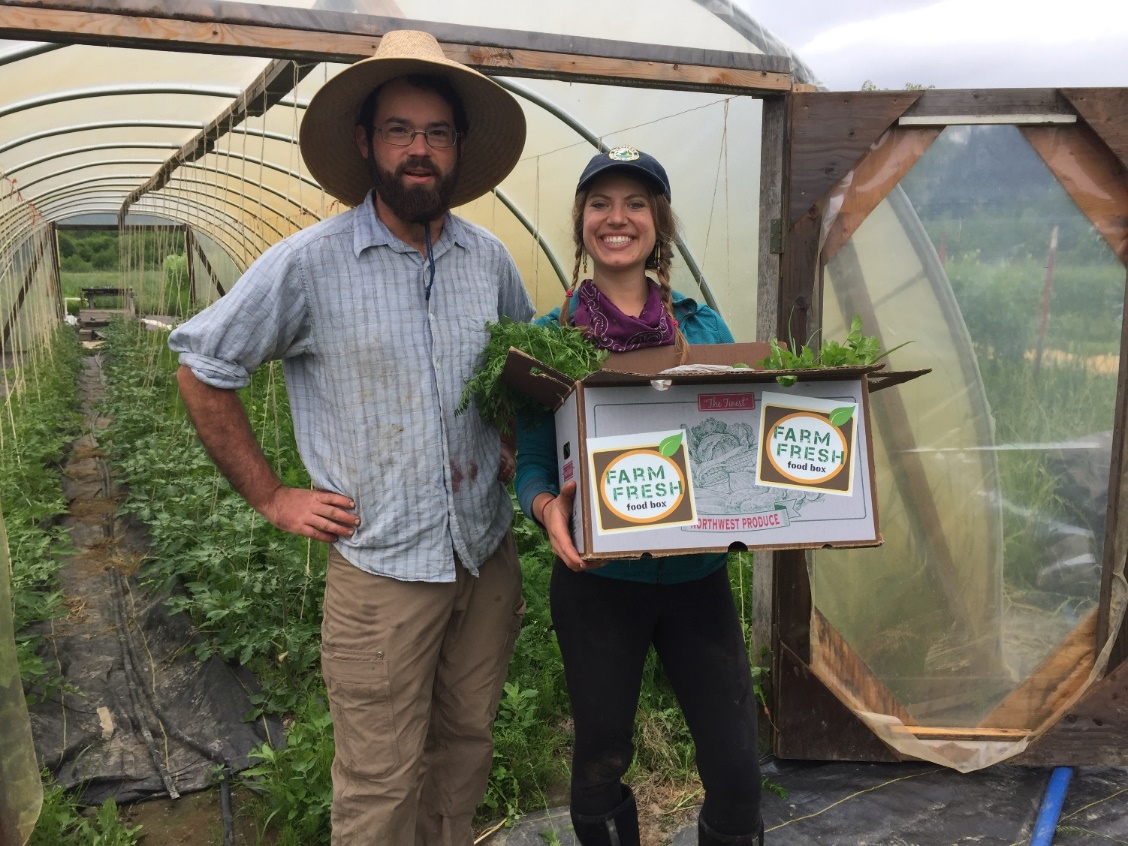 "The Finest"
FARM
FRESH
food box
FARM
FRESH
food box
NORTHWEST PRODUCE